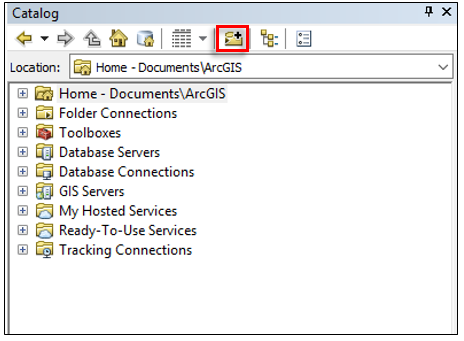 Catalog
Location: Home - Documents\ArcGIS
Home - Documents\ArcGIS
Folder Connections
Toolboxes
Database Servers
Database Connections
GIS Servers
My Hosted Services
Ready-To-Use Services
Tracking Connections